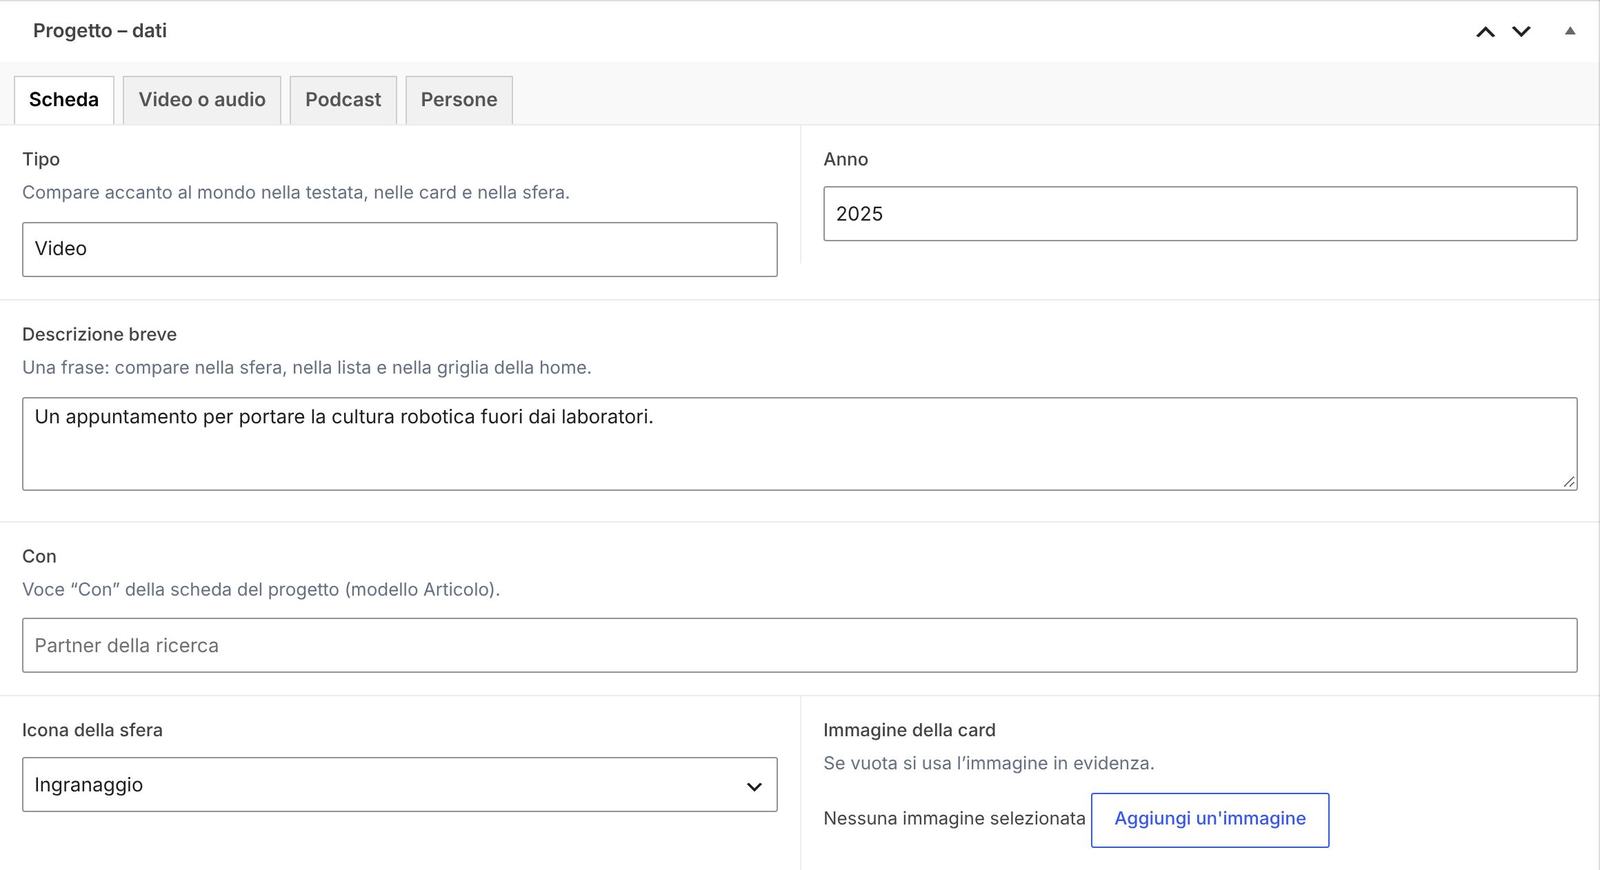 Progetto – dati
Scheda
Video o audio
Podcast
Persone
Tipo
Compare accanto al mondo nella testata, nelle card e nella sfera.
Video
Anno
2025
Descrizione breve
Una frase: compare nella sfera, nella lista e nella griglia della home.
Un appuntamento per portare la cultura robotica fuori dai laboratori.
Con
Voce “Con” della scheda del progetto (modello Articolo).
Partner della ricerca
Icona della sfera
Ingranaggio
Immagine della card
Se vuota si usa l’immagine in evidenza.
Nessuna immagine selezionata
Aggiungi un'immagine